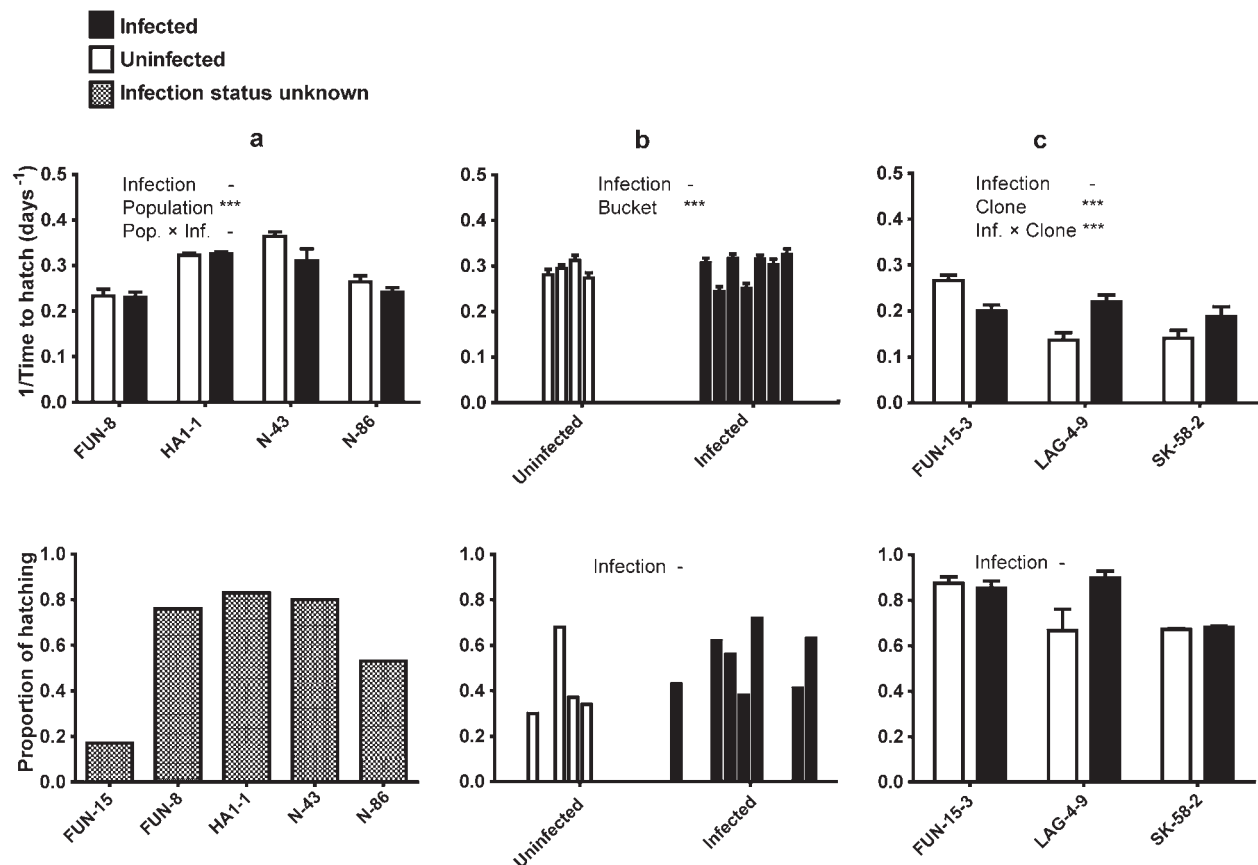 Infected
Uninfected
Infection status unknown
a
b
c
1/Time to hatch (days⁻¹)
0.5
0.4
0.3
0.2
0.1
0.0
Infection -
Population ***
Pop. × Inf. -
FUN-8
HA1-1
N-43
N-86
0.5
0.4
0.3
0.2
0.1
0.0
Infection -
Bucket ***
Uninfected
Infected
0.5
0.4
0.3
0.2
0.1
0.0
Infection -
Clone ***
Inf. × Clone ***
FUN-15-3
LAG-4-9
SK-58-2
Proportion of hatching
1.0
0.8
0.6
0.4
0.2
0.0
FUN-15
FUN-8
HA1-1
N-43
N-86
1.0
0.8
0.6
0.4
0.2
0.0
Infection -
Uninfected
Infected
1.0
0.8
0.6
0.4
0.2
0.0
Infection -
FUN-15-3
LAG-4-9
SK-58-2